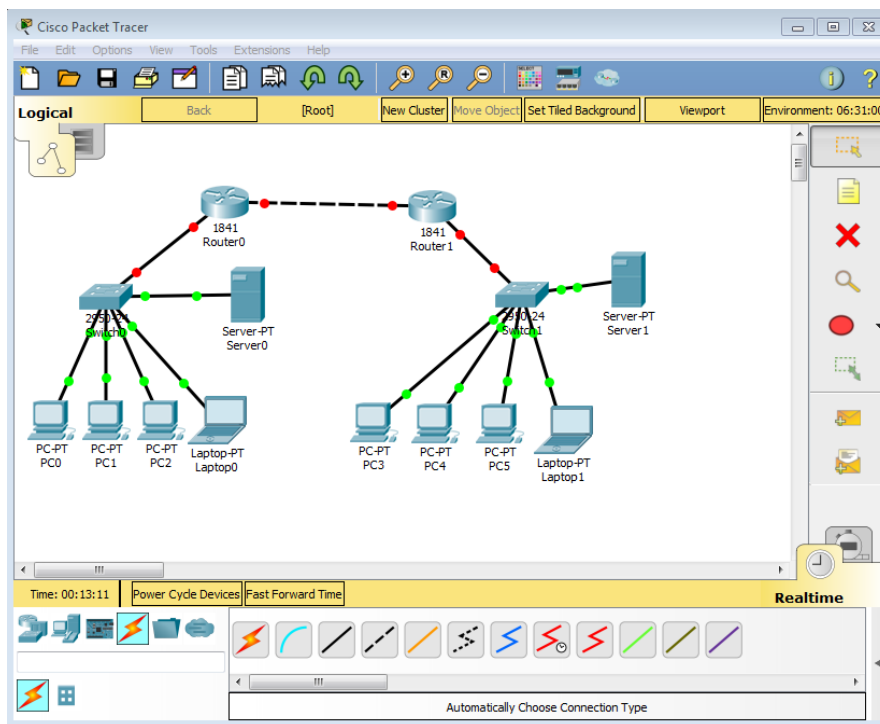 Cisco Packet Tracer
File Edit Options View Tools Extensions Help
Logical Back [Root] New Cluster Move Object Set Tiled Background Viewport Environment: 06:31:00
1841
Router0
1841
Router1
2950-24
Switch0
Server-PT
Server0
2950-24
Switch1
Server-PT
Server1
PC-PT
PC0
PC-PT
PC1
PC-PT
PC2
Laptop-PT
Laptop0
PC-PT
PC3
PC-PT
PC4
PC-PT
PC5
Laptop-PT
Laptop1
Time: 00:13:11 Power Cycle Devices Fast Forward Time
Realtime
Automatically Choose Connection Type